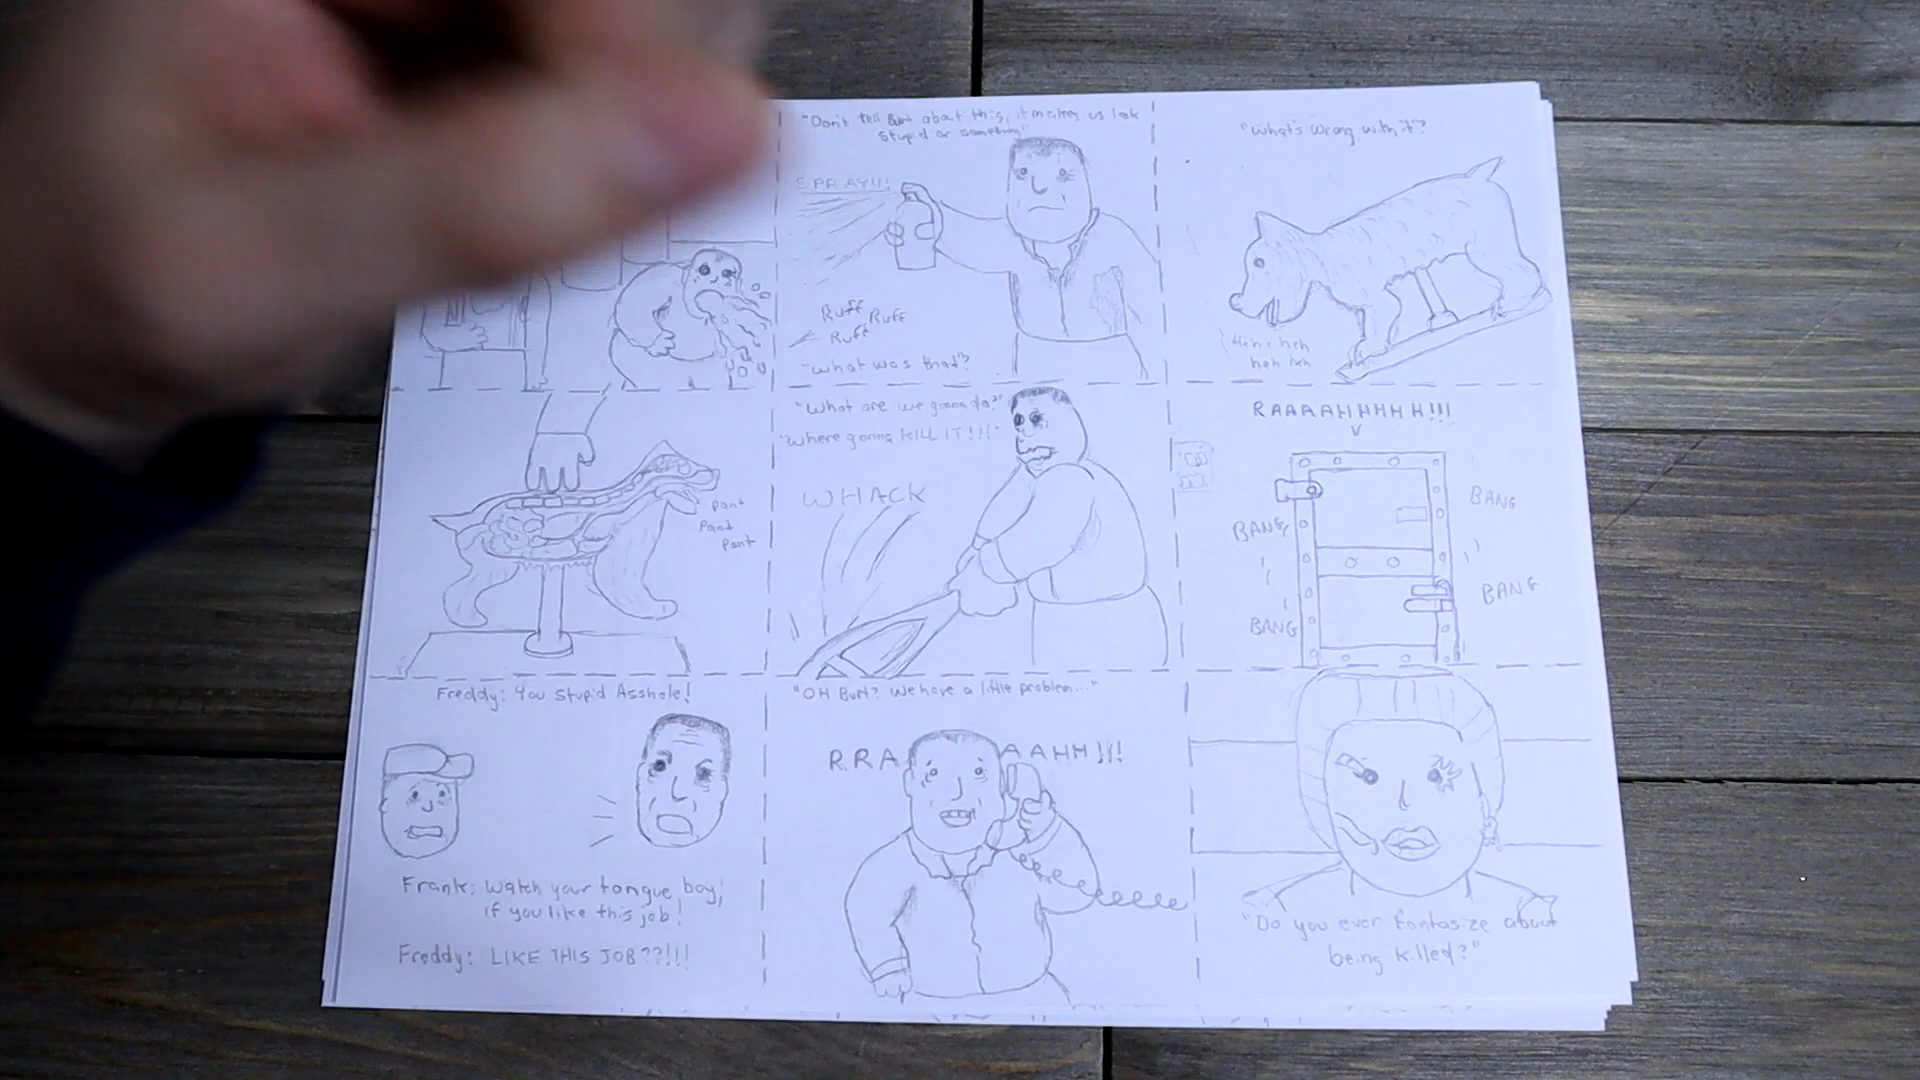 "Don't tell Burt about this, it makes us look
stupid or something"
SPRAY!!!
Ruff Ruff
Ruff
"What was that"?
"What's wrong with it"?
Heh heh
heh heh
Pant
Pant
Pant
"What are we gonna do?"
"Where gonna KILL IT!!!"
WHACK
RAAAAHHHHH!!!
BANG
BANG
BANG
BANG
Freddy: You Stupid Asshole!
Frank: Watch your tongue boy,
if you like this job!
Freddy: LIKE THIS JOB??!!!
"OH Burt? We have a little problem..."
RRA AAHH!!!
"Do you ever fantasize about
being killed?"